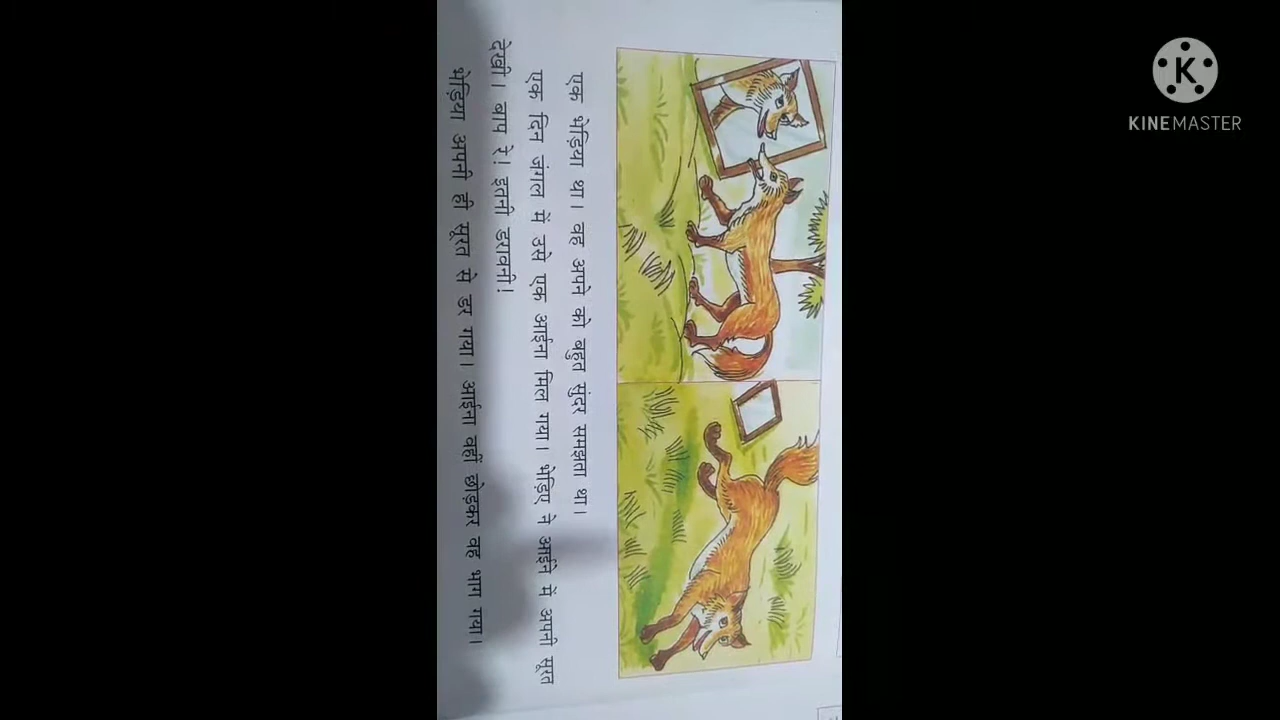 एक भेड़िया था। वह अपने को बहुत सुंदर समझता था।
एक दिन जंगल में उसे एक आईना मिल गया। भेड़िए ने आईने में अपनी सूरत
देखी। बाप रे! इतनी डरावनी!
भेड़िया अपनी ही सूरत से डर गया। आईना वहीं छोड़कर वह भाग गया।
K
KINEMASTER